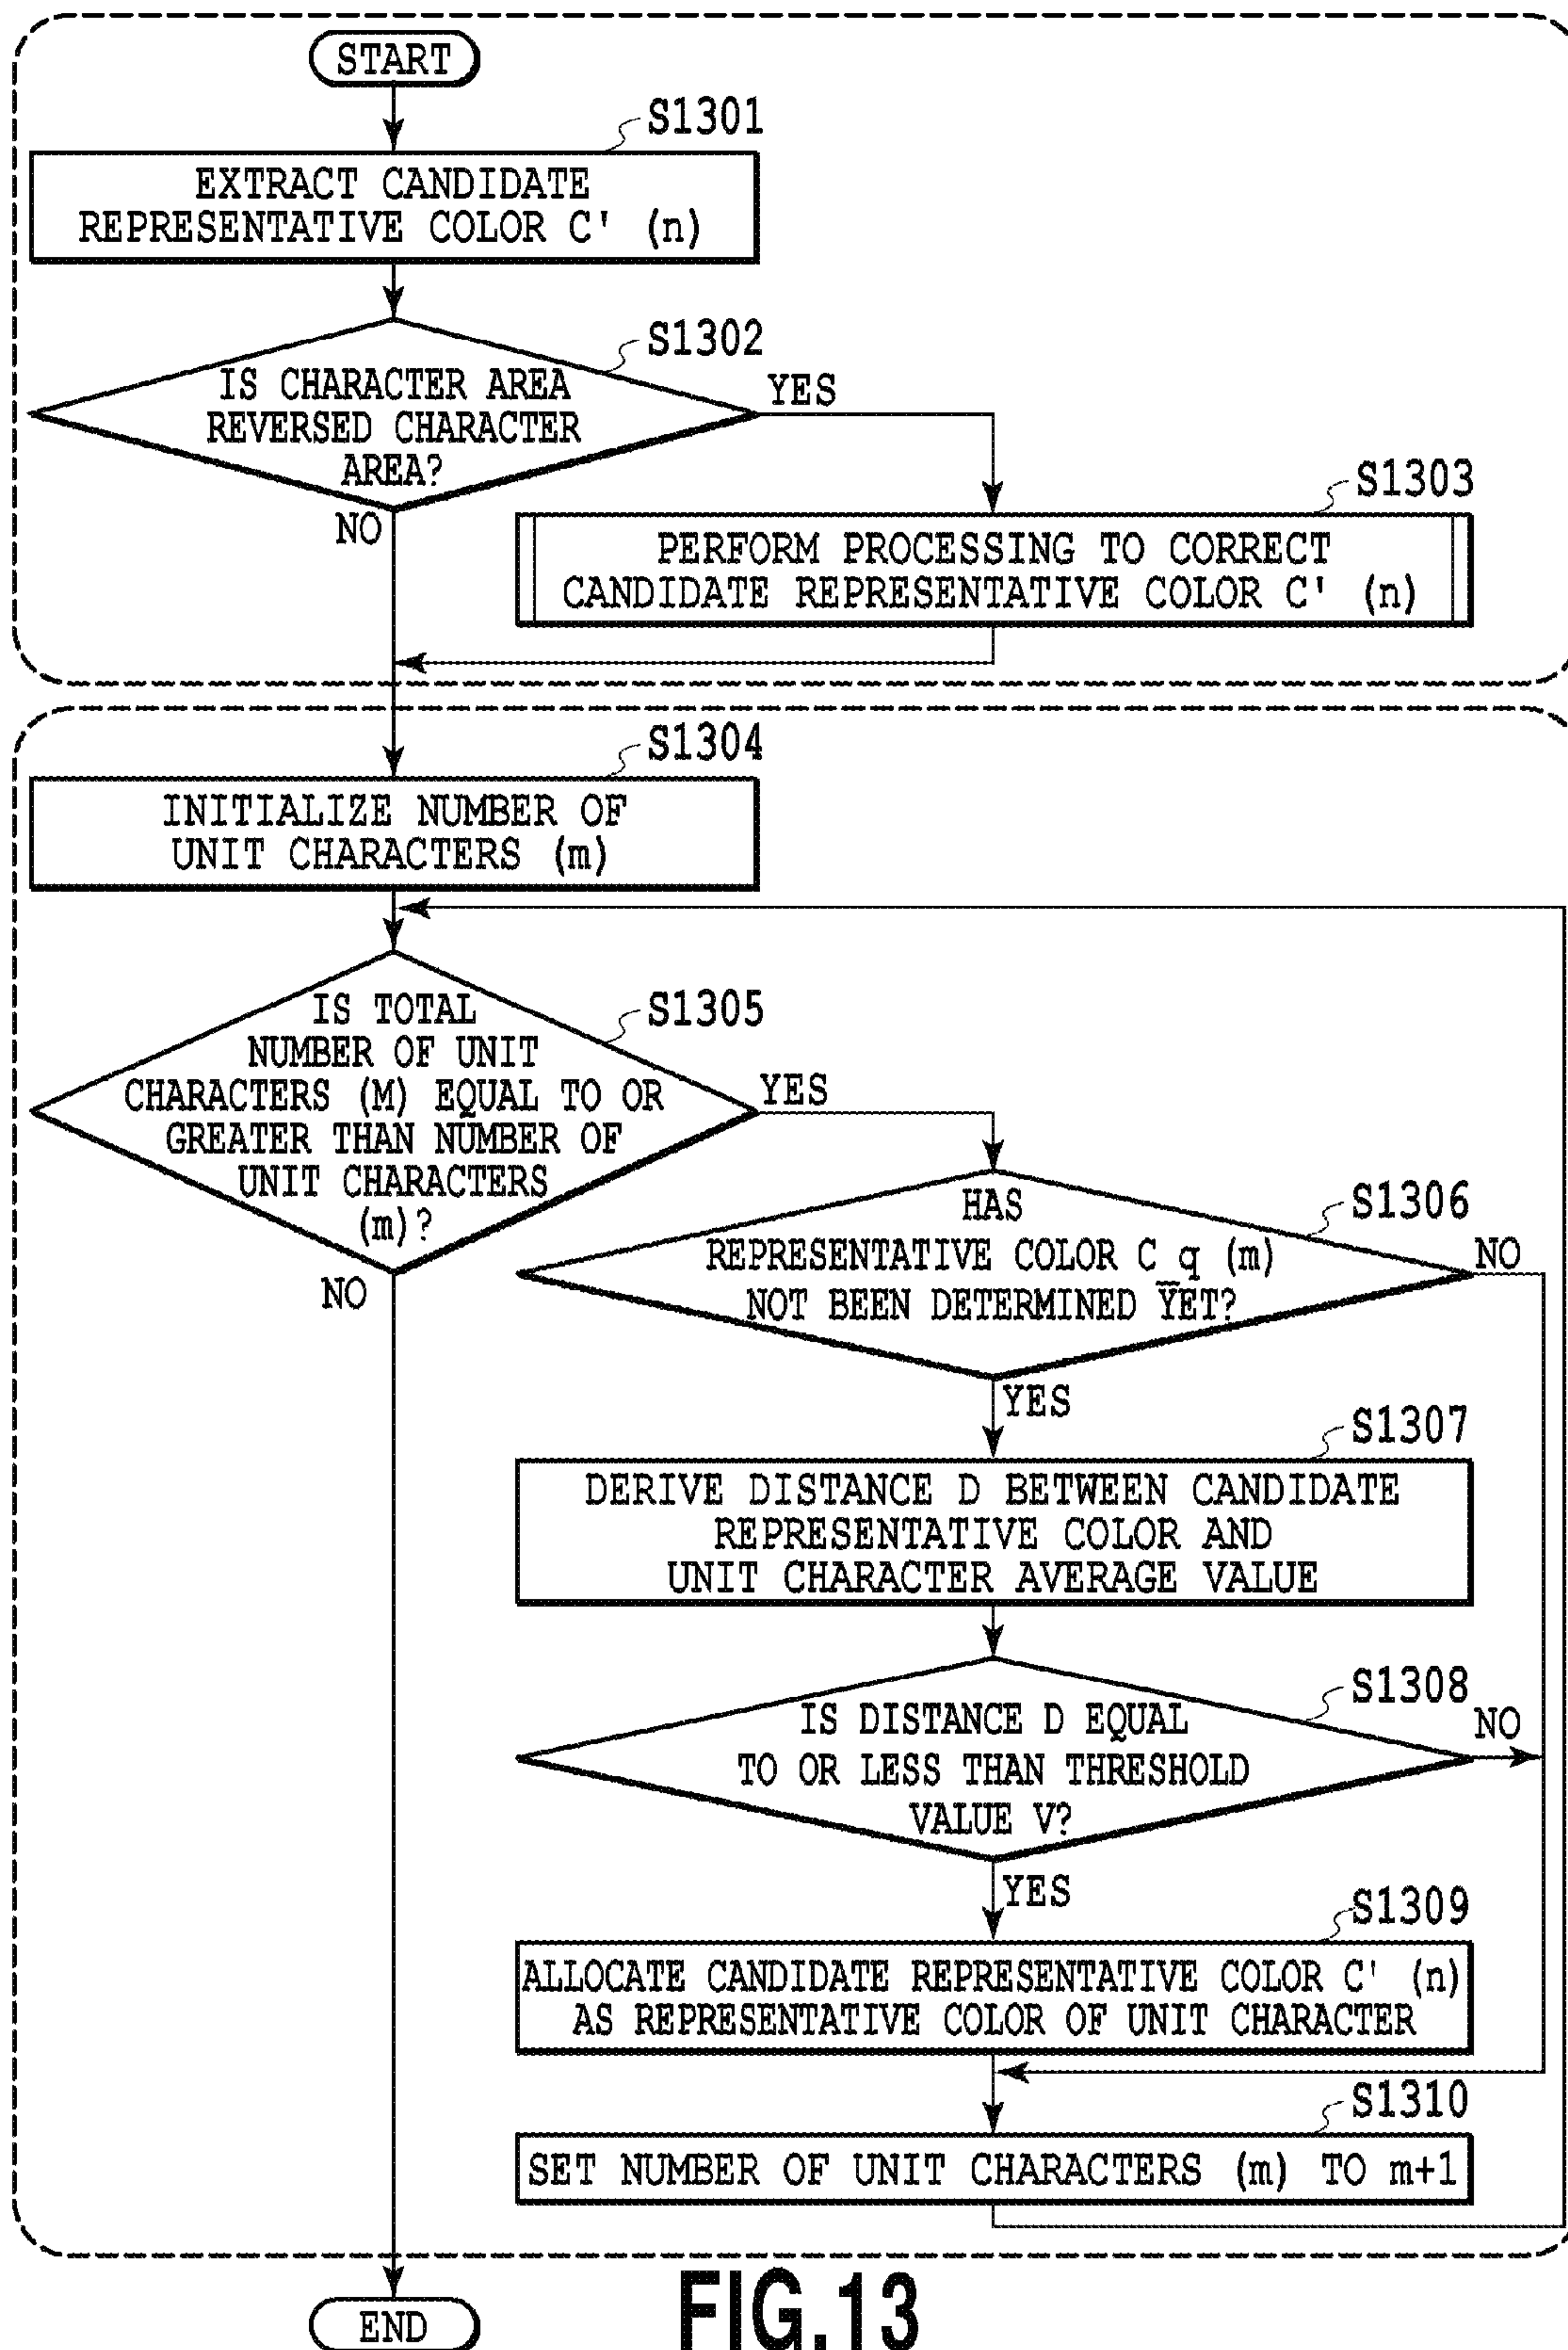 START
S1301
EXTRACT CANDIDATE
REPRESENTATIVE COLOR C' (n)
S1302
IS CHARACTER AREA
REVERSED CHARACTER
AREA?
YES
NO
S1303
PERFORM PROCESSING TO CORRECT
CANDIDATE REPRESENTATIVE COLOR C' (n)
S1304
INITIALIZE NUMBER OF
UNIT CHARACTERS (m)
S1305
IS TOTAL
NUMBER OF UNIT
CHARACTERS (M) EQUAL TO OR
GREATER THAN NUMBER OF
UNIT CHARACTERS
(m)?
YES
NO
S1306
HAS
REPRESENTATIVE COLOR C_q (m)
NOT BEEN DETERMINED YET?
NO
YES
S1307
DERIVE DISTANCE D BETWEEN CANDIDATE
REPRESENTATIVE COLOR AND
UNIT CHARACTER AVERAGE VALUE
S1308
IS DISTANCE D EQUAL
TO OR LESS THAN THRESHOLD
VALUE V?
NO
YES
S1309
ALLOCATE CANDIDATE REPRESENTATIVE COLOR C' (n)
AS REPRESENTATIVE COLOR OF UNIT CHARACTER
S1310
SET NUMBER OF UNIT CHARACTERS (m) TO m+1
END
FIG.13